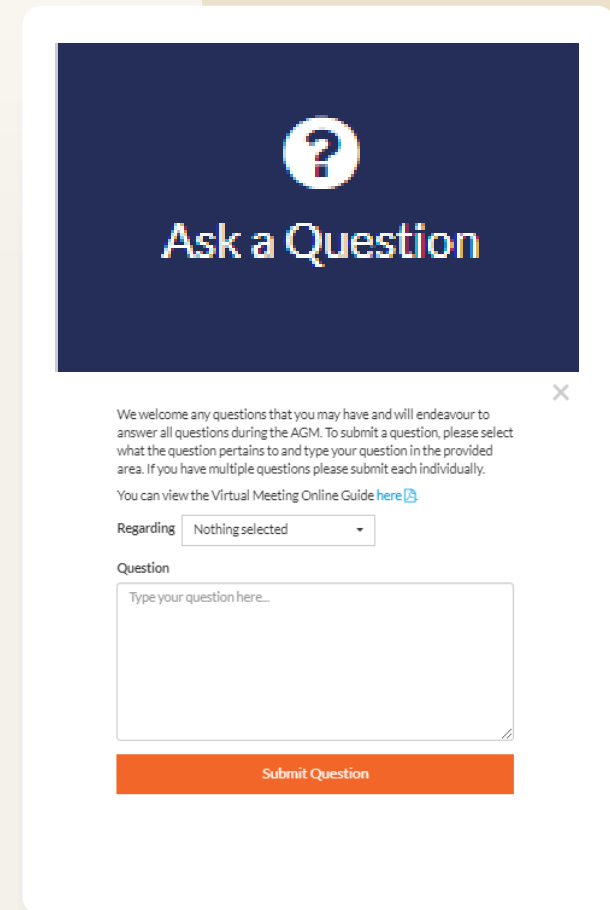 ?
Ask a Question
We welcome any questions that you may have and will endeavour to
answer all questions during the AGM. To submit a question, please select
what the question pertains to and type your question in the provided
area. If you have multiple questions please submit each individually.
You can view the Virtual Meeting Online Guide here
Regarding Nothing selected
Question
Type your question here...
Submit Question